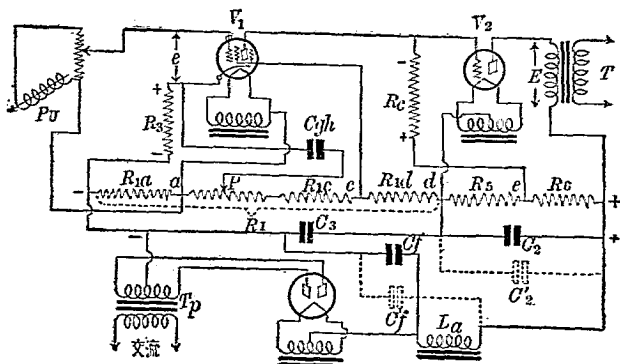 V₁
V₂
PU
e
R₃
+
−
Cgh
−
Rc
+
E
T
−
R₁a
a
P
R₁c
c
R₁d
d
R₅
e
R₆
+
R₁
C₃
Cf
C₂
+
−
C'f
C'₂
Tp
La
交流